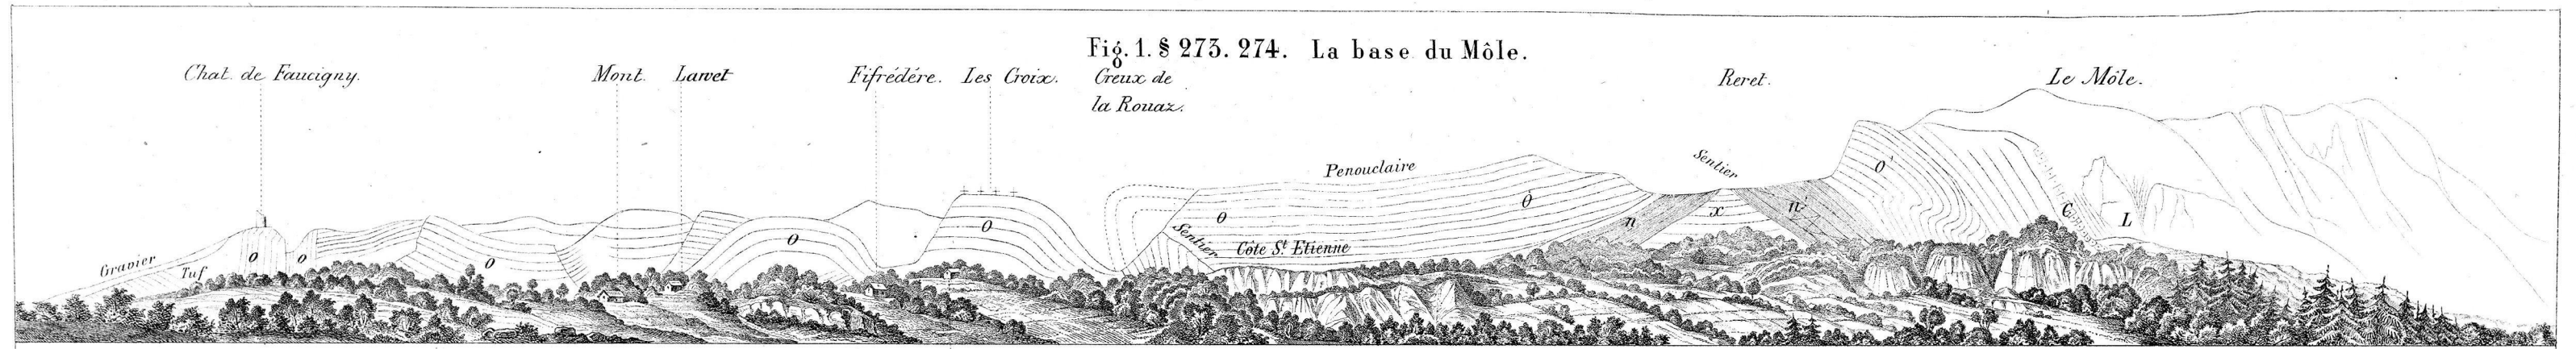 Fig. 1. § 273. 274. La base du Môle.
Chat. de Faucigny. Mont. Larvet Fifrédére. Les Croix. Creux de Reret. Le Môle.
la Rouaz.
Sentier
Penouclaire
O'
O O x n'
n
O O Sentier Côte St. Etienne C L
Gravier Tuf O O O